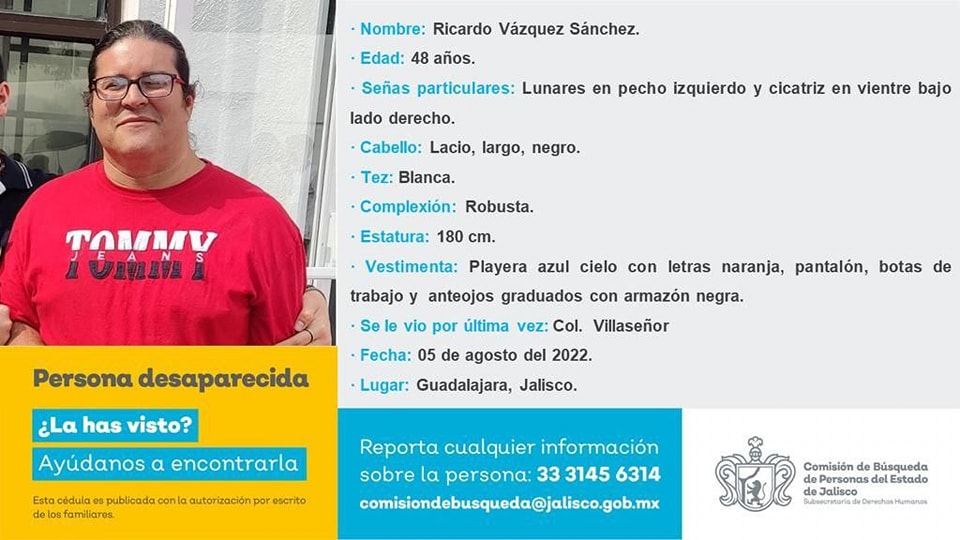 TOMMY
JEANS
TOMMY
· Nombre: Ricardo Vázquez Sánchez.
· Edad: 48 años.
· Señas particulares: Lunares en pecho izquierdo y cicatriz en vientre bajo
lado derecho.
· Cabello: Lacio, largo, negro.
· Tez: Blanca.
· Complexión: Robusta.
· Estatura: 180 cm.
· Vestimenta: Playera azul cielo con letras naranja, pantalón, botas de
trabajo y anteojos graduados con armazón negra.
· Se le vio por última vez: Col. Villaseñor
· Fecha: 05 de agosto del 2022.
· Lugar: Guadalajara, Jalisco.
Persona desaparecida
¿La has visto?
Ayúdanos a encontrarla
Esta cédula es publicada con la autorización por escrito
de los familiares.
Reporta cualquier información
sobre la persona: 33 3145 6314
comisiondebusqueda@jalisco.gob.mx
Comisión de Búsqueda
de Personas del Estado
de Jalisco
Subsecretaría de Derechos Humanos